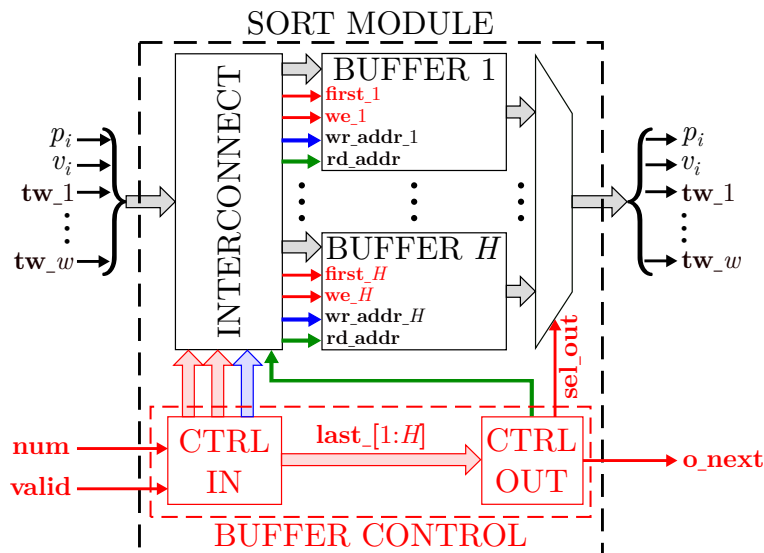 SORT MODULE
p_i
v_i
tw_1
tw_w
INTERCONNECT
BUFFER 1
first_1
we_1
wr_addr_1
rd_addr
BUFFER H
first_H
we_H
wr_addr_H
rd_addr
p_i
v_i
tw_1
tw_w
sel_out
num
valid
CTRL
IN
last_[1:H]
CTRL
OUT
o_next
BUFFER CONTROL